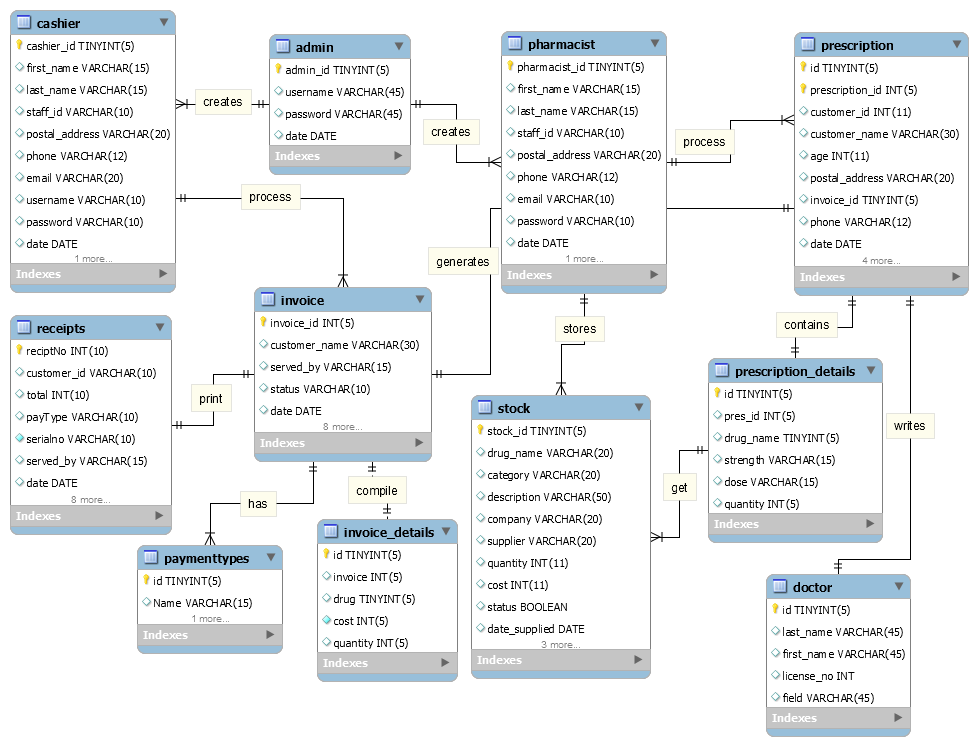 cashier
cashier_id TINYINT(5)
first_name VARCHAR(15)
last_name VARCHAR(15)
staff_id VARCHAR(10)
postal_address VARCHAR(20)
phone VARCHAR(12)
email VARCHAR(20)
username VARCHAR(10)
password VARCHAR(10)
date DATE
1 more...
Indexes
creates
admin
admin_id TINYINT(5)
username VARCHAR(45)
password VARCHAR(45)
date DATE
Indexes
creates
pharmacist
pharmacist_id TINYINT(5)
first_name VARCHAR(15)
last_name VARCHAR(15)
staff_id VARCHAR(10)
postal_address VARCHAR(20)
phone VARCHAR(12)
email VARCHAR(10)
password VARCHAR(10)
date DATE
1 more...
Indexes
process
prescription
id TINYINT(5)
prescription_id INT(5)
customer_id INT(11)
customer_name VARCHAR(30)
age INT(11)
postal_address VARCHAR(20)
invoice_id INT(5)
phone VARCHAR(12)
date DATE
4 more...
Indexes
process
generates
stores
contains
receipts
reciptNo INT(10)
customer_id VARCHAR(10)
total INT(10)
payType VARCHAR(10)
serialno VARCHAR(10)
served_by VARCHAR(15)
date DATE
8 more...
Indexes
print
invoice
invoice_id INT(5)
customer_name VARCHAR(30)
served_by VARCHAR(15)
status VARCHAR(10)
date DATE
8 more...
Indexes
stock
stock_id TINYINT(5)
drug_name VARCHAR(20)
category VARCHAR(20)
description VARCHAR(50)
company VARCHAR(20)
supplier VARCHAR(20)
quantity INT(11)
cost INT(11)
status BOOLEAN
date_supplied DATE
3 more...
Indexes
get
prescription_details
id TINYINT(5)
pres_id INT(5)
drug_name TINYINT(5)
strength VARCHAR(15)
dose VARCHAR(15)
quantity INT(5)
Indexes
writes
has
compile
paymenttypes
id TINYINT(5)
Name VARCHAR(15)
1 more...
Indexes
invoice_details
id TINYINT(5)
invoice INT(5)
drug TINYINT(5)
cost INT(5)
quantity INT(5)
Indexes
doctor
id TINYINT(5)
last_name VARCHAR(45)
first_name VARCHAR(45)
license_no INT
field VARCHAR(45)
Indexes